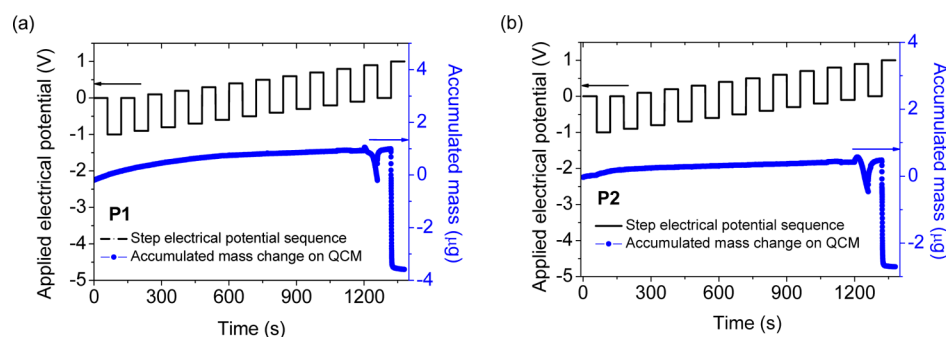 (a)
Applied electrical potential (V)
1
0
-1
-2
-3
-4
-5
4
2
0
-2
-4
Accumulated mass (μg)
P1
Step electrical potential sequence
Accumulated mass change on QCM
0 300 600 900 1200
Time (s)
(b)
Applied electrical potential (V)
1
0
-1
-2
-3
-4
-5
4
2
0
-2
Accumulated mass (μg)
P2
Step electrical potential sequence
Accumulated mass change on QCM
0 300 600 900 1200
Time (s)